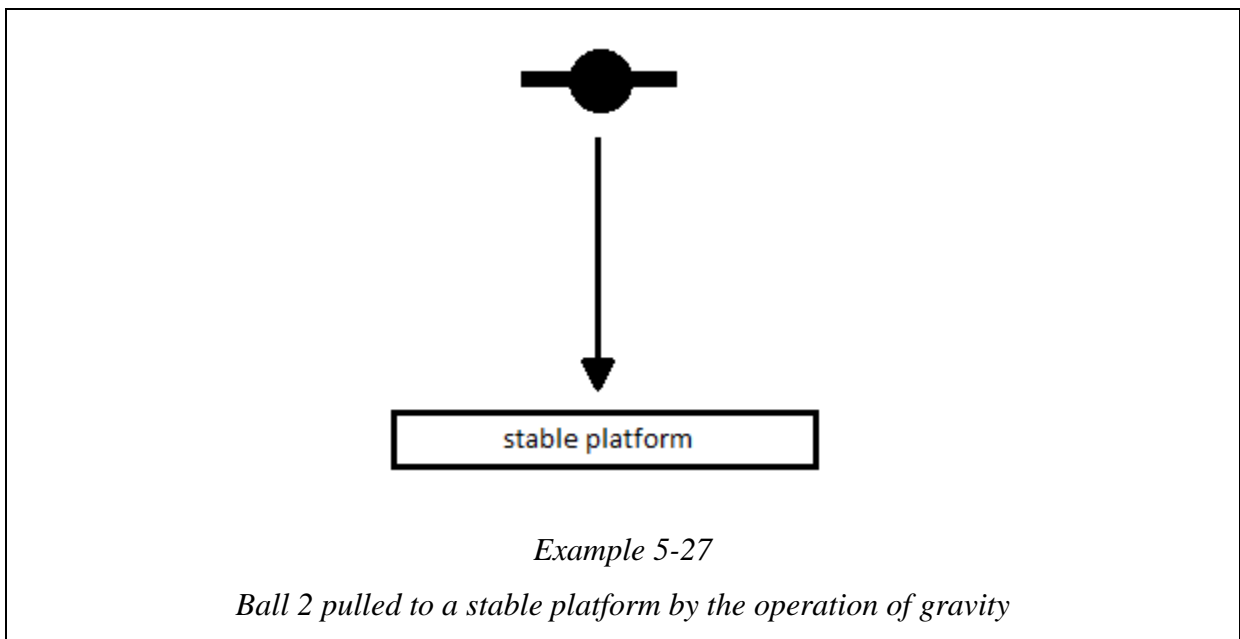 stable platform
Example 5-27
Ball 2 pulled to a stable platform by the operation of gravity